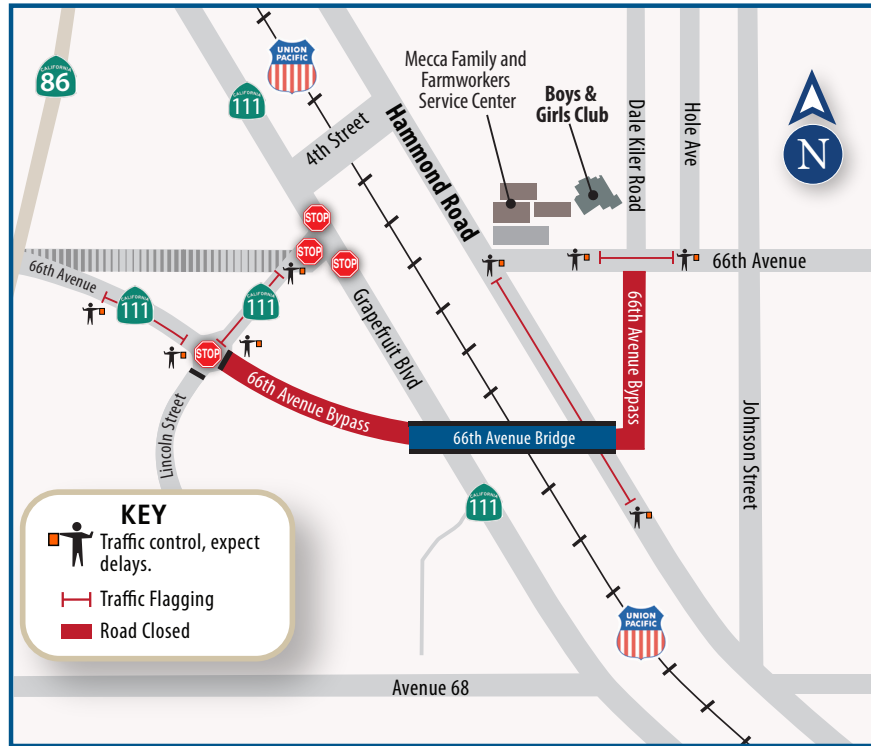 CALIFORNIA
86
UNION
PACIFIC
CALIFORNIA
111
4th Street
Hammond Road
Mecca Family and
Farmworkers
Service Center
Boys &
Girls Club
Dale Kiler Road
Hole Ave
N
STOP
STOP
STOP
66th Avenue
66th Avenue
CALIFORNIA
111
CALIFORNIA
111
STOP
Grapefruit Blvd
66th Avenue Bypass
66th Avenue Bypass
66th Avenue Bridge
Johnson Street
Lincoln Street
CALIFORNIA
111
KEY
Traffic control, expect
delays.
Traffic Flagging
Road Closed
UNION
PACIFIC
Avenue 68